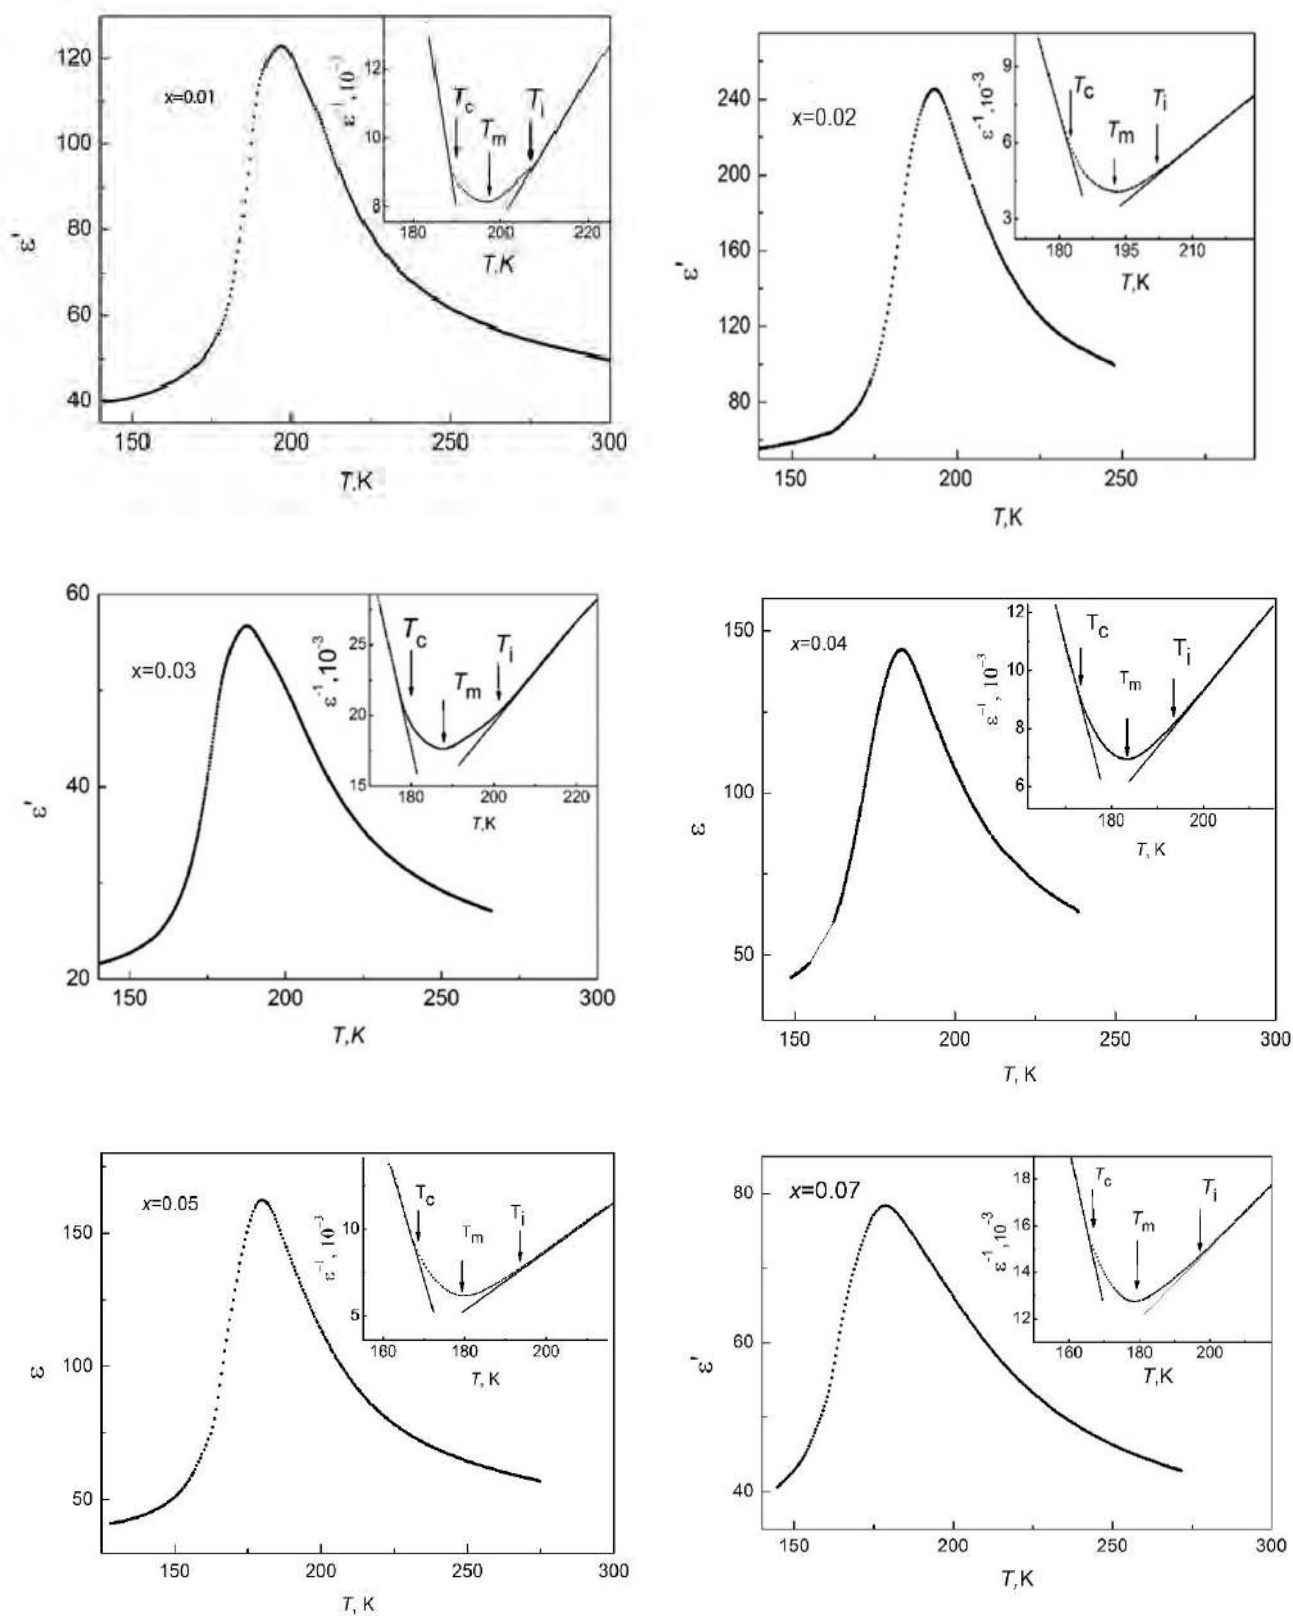 x=0.01
ε'
120
100
80
60
40
150
200
250
300
T,K
12
10
8
180
200
220
T,K
Tc
Tm
Ti
x=0.02
ε'
240
200
160
120
80
150
200
250
T,K
ε-1,10-3
9
6
3
180
195
210
T,K
Tc
Tm
Ti
x=0.03
ε'
60
40
20
150
200
250
300
T,K
ε-1,10-3
25
20
15
180
200
220
T,K
Tc
Tm
Ti
x=0.04
ε
150
100
50
150
200
250
300
T, K
ε-1, 10-3
12
10
8
6
180
200
T, K
Tc
Tm
Ti
x=0.05
ε
150
100
50
150
200
250
300
T, K
ε-1, 10-3
10
5
160
180
200
T, K
Tc
Tm
Ti
x=0.07
ε'
80
60
40
150
200
250
300
T,K
ε-1,10-3
18
16
14
12
160
180
200
T,K
Tc
Tm
Ti